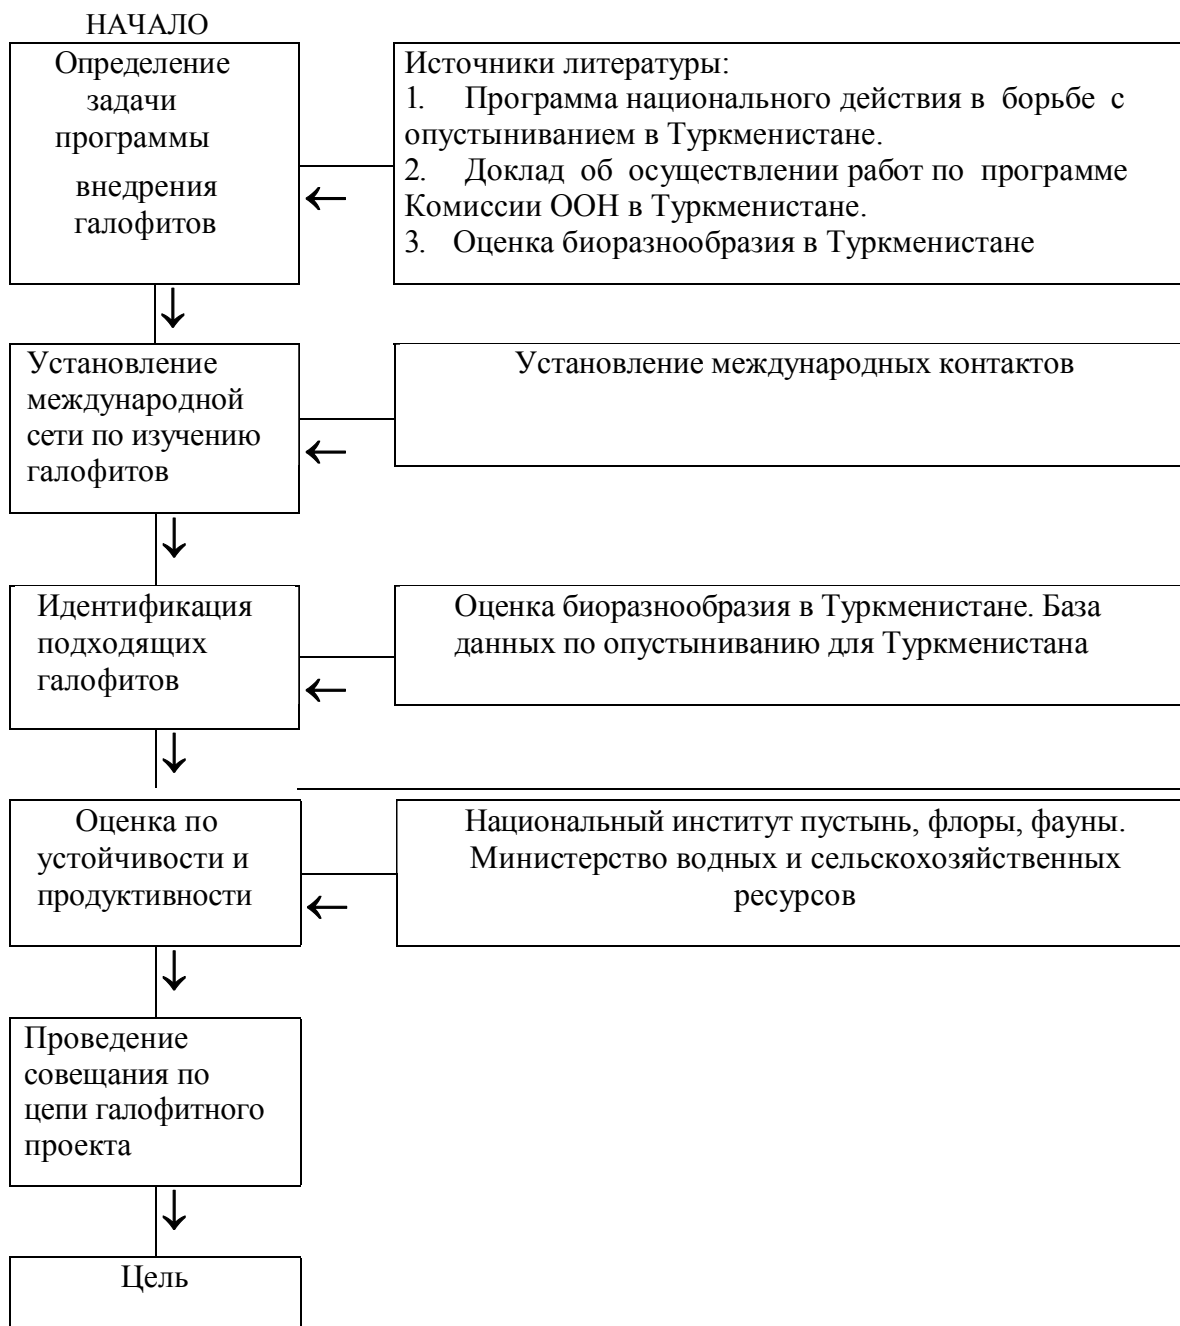 НАЧАЛО
Определение
задачи
программы
внедрения
галофитов
Источники литературы:
1. Программа национального действия в борьбе с
опустыниванием в Туркменистане.
2. Доклад об осуществлении работ по программе
Комиссии ООН в Туркменистане.
3. Оценка биоразнообразия в Туркменистане
Установление
международной
сети по изучению
галофитов
Установление международных контактов
Идентификация
подходящих
галофитов
Оценка биоразнообразия в Туркменистане. База
данных по опустыниванию для Туркменистана
Оценка по
устойчивости и
продуктивности
Национальный институт пустынь, флоры, фауны.
Министерство водных и сельскохозяйственных
ресурсов
Проведение
совещания по
цепи галофитного
проекта
Цель